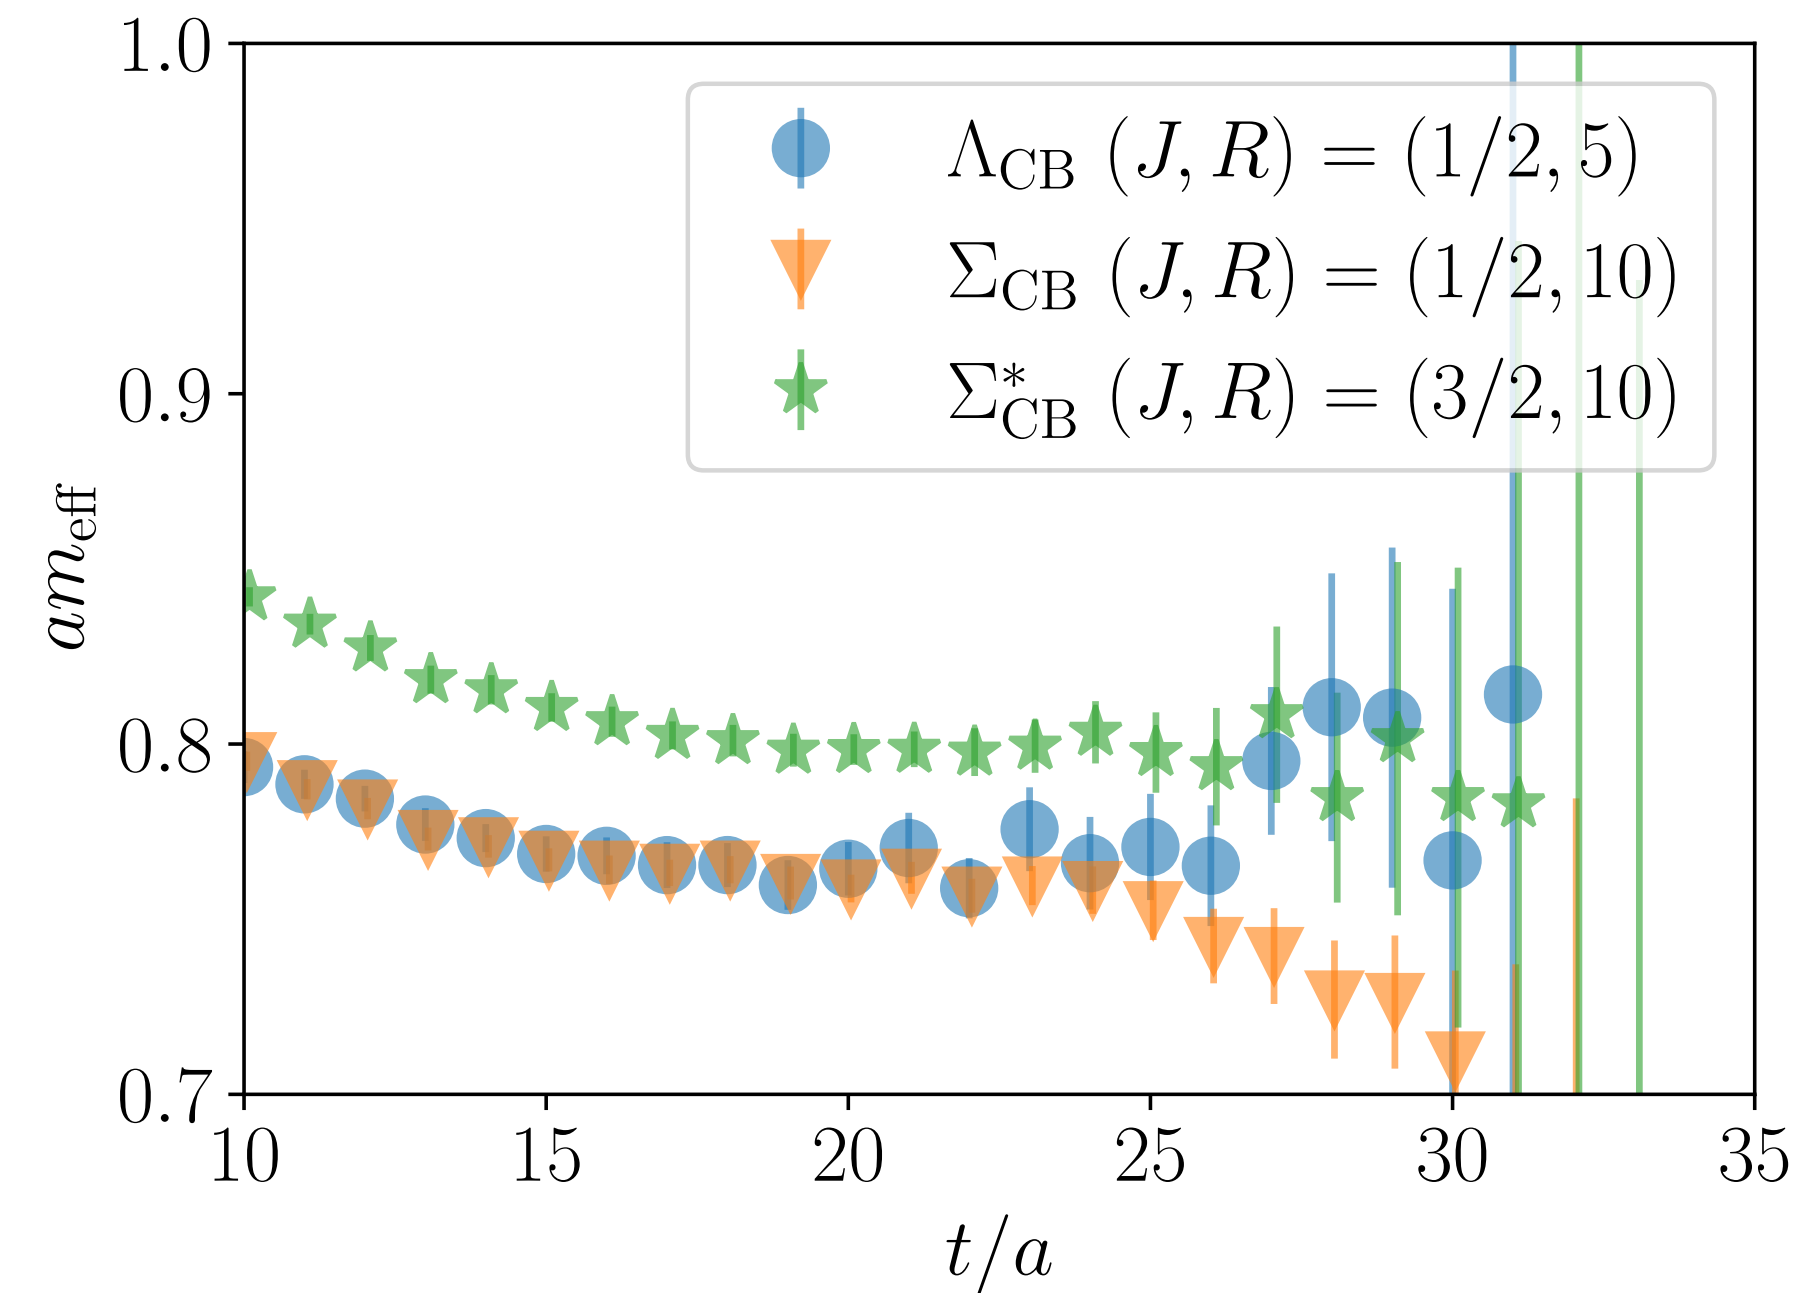 1.0
0.9
0.8
0.7
am_eff
Λ_CB (J, R) = (1/2, 5)
Σ_CB (J, R) = (1/2, 10)
Σ*_CB (J, R) = (3/2, 10)
10 15 20 25 30 35
t/a